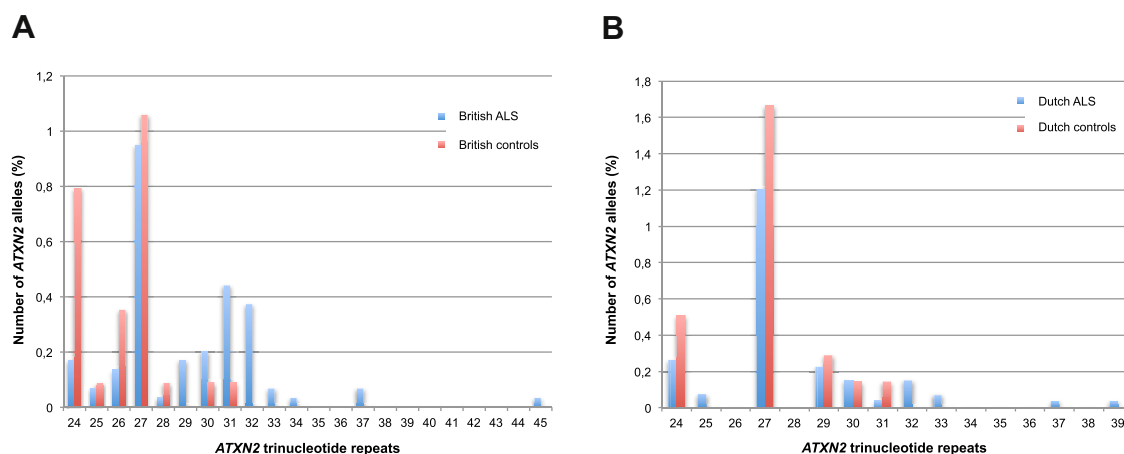 A
Number of ATXN2 alleles (%)
1,2
1
0,8
0,6
0,4
0,2
0
British ALS
British controls
24 25 26 27 28 29 30 31 32 33 34 35 36 37 40 41 42 43 44 45
ATXN2 trinucleotide repeats
B
Number of ATXN2 alleles (%)
1,8
1,6
1,4
1,2
1
0,8
0,6
0,4
0,2
0
Dutch ALS
Dutch controls
24 25 26 27 28 29 30 31 32 33 34 35 36 37 38 39
ATXN2 trinucleotide repeats